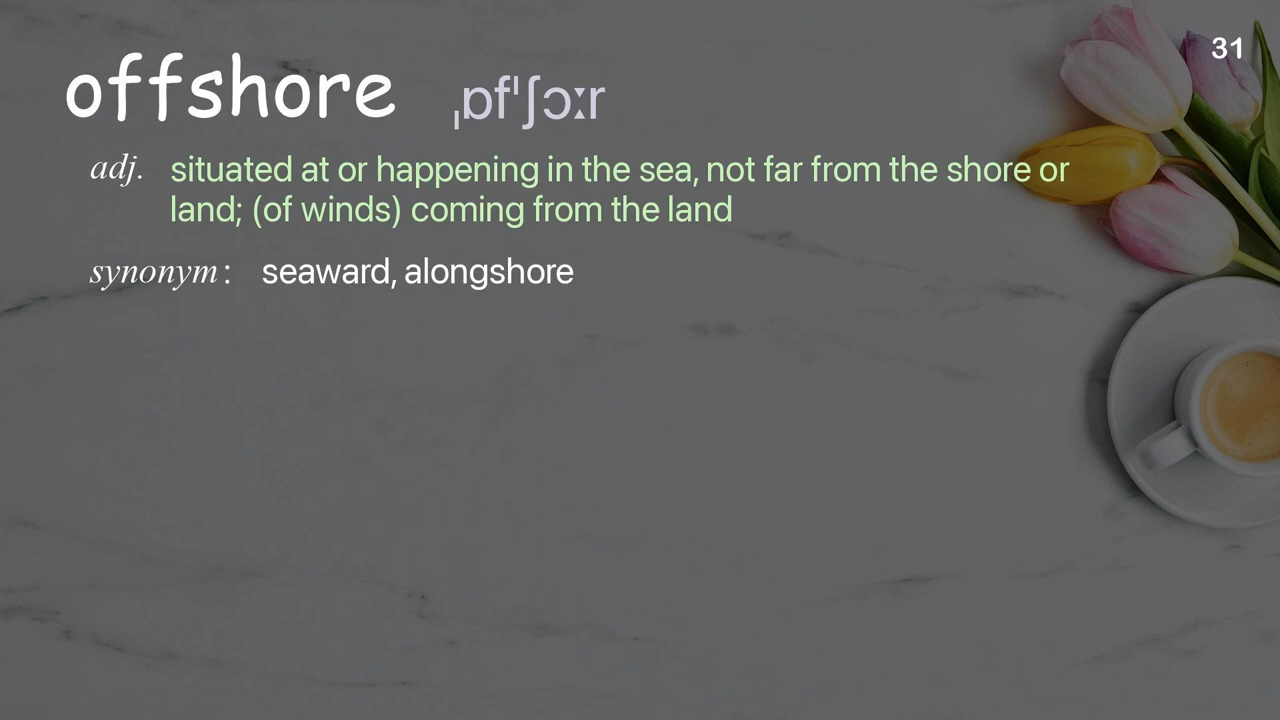 31
offshore ˌɒfˈʃɔːr
adj. situated at or happening in the sea, not far from the shore or
land; (of winds) coming from the land
synonym : seaward, alongshore